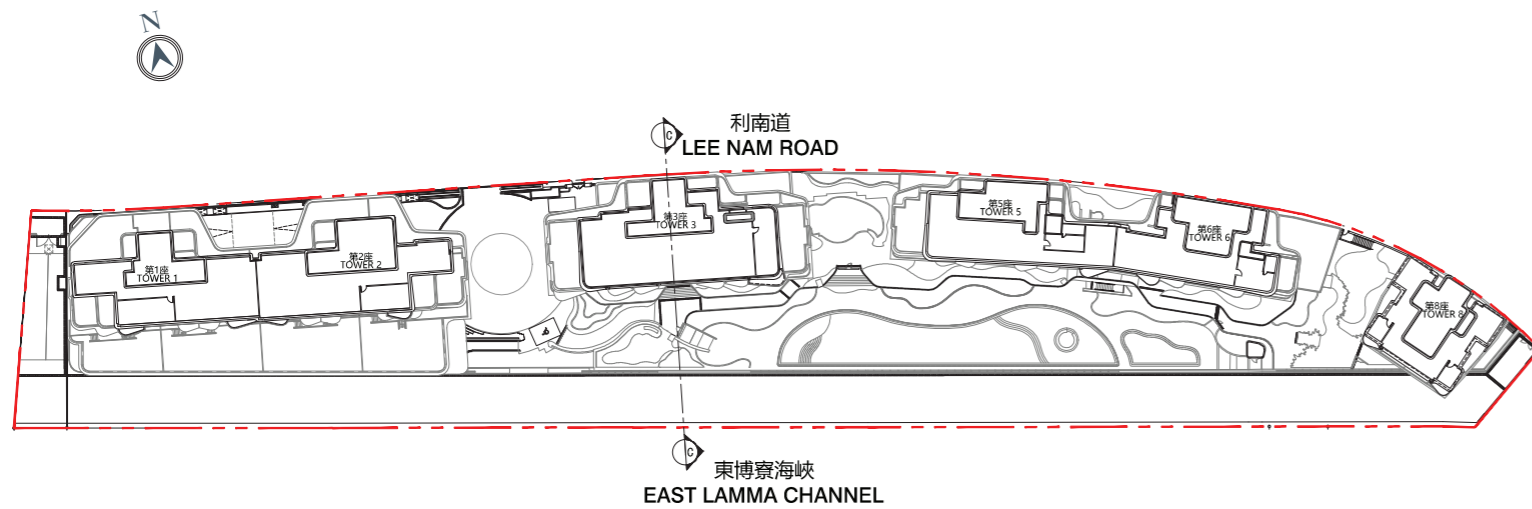 N
C
利南道
LEE NAM ROAD
第1座
TOWER 1
第2座
TOWER 2
第3座
TOWER 3
第5座
TOWER 5
第6座
TOWER 6
第8座
TOWER 8
C
東博寮海峽
EAST LAMMA CHANNEL